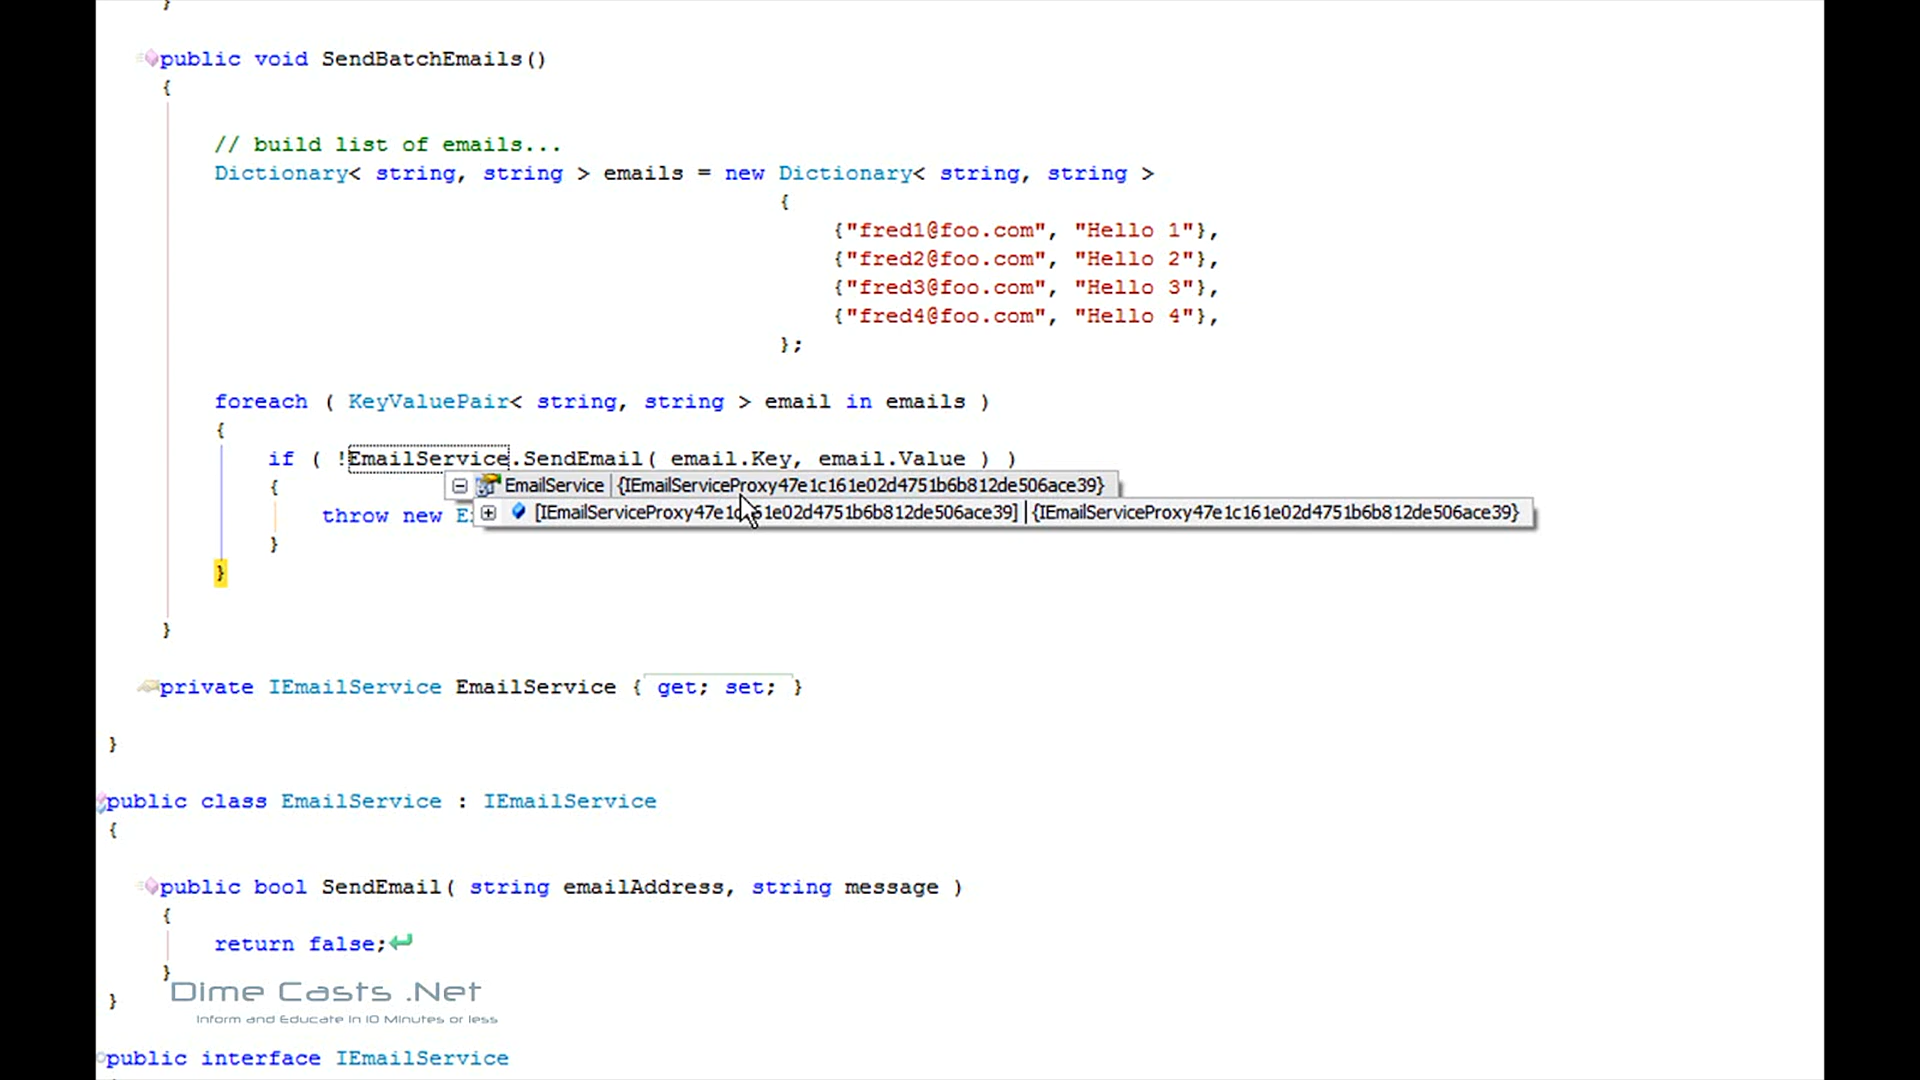 }
public void SendBatchEmails()
{
// build list of emails...
Dictionary< string, string > emails = new Dictionary< string, string >
{
{"fred1@foo.com", "Hello 1"},
{"fred2@foo.com", "Hello 2"},
{"fred3@foo.com", "Hello 3"},
{"fred4@foo.com", "Hello 4"},
};
foreach ( KeyValuePair< string, string > email in emails )
{
if ( !EmailService.SendEmail( email.Key, email.Value ) )
{
EmailService | {IEmailServiceProxy47e1c161e02d4751b6b812de506ace39}
throw new
[IEmailServiceProxy47e1c161e02d4751b6b812de506ace39] | {IEmailServiceProxy47e1c161e02d4751b6b812de506ace39}
}
}
}
private IEmailService EmailService { get; set; }
}
public class EmailService : IEmailService
{
public bool SendEmail( string emailAddress, string message )
{
return false;
}
Dime Casts .Net
}
Inform and Educate in 10 Minutes or less
public interface IEmailService